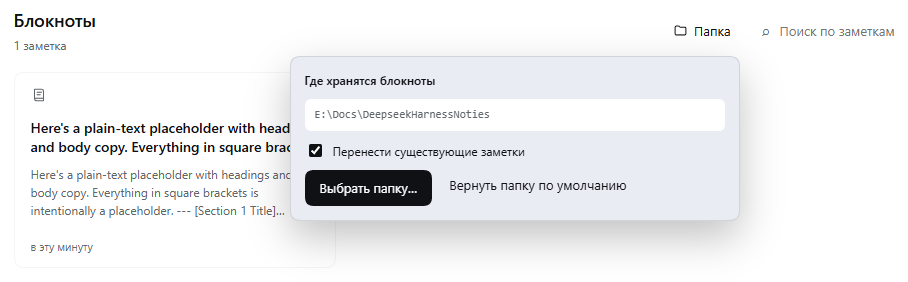 Блокноты
1 заметка
Папка
Поиск по заметкам
Где хранятся блокноты
E:\Docs\DeepseekHarnessNoties
Перенести существующие заметки
Выбрать папку...
Вернуть папку по умолчанию
Here's a plain-text placeholder with head
and body copy. Everything in square brac
Here's a plain-text placeholder with headings and
body copy. Everything in square brackets is
intentionally a placeholder. --- [Section 1 Title]...
в эту минуту